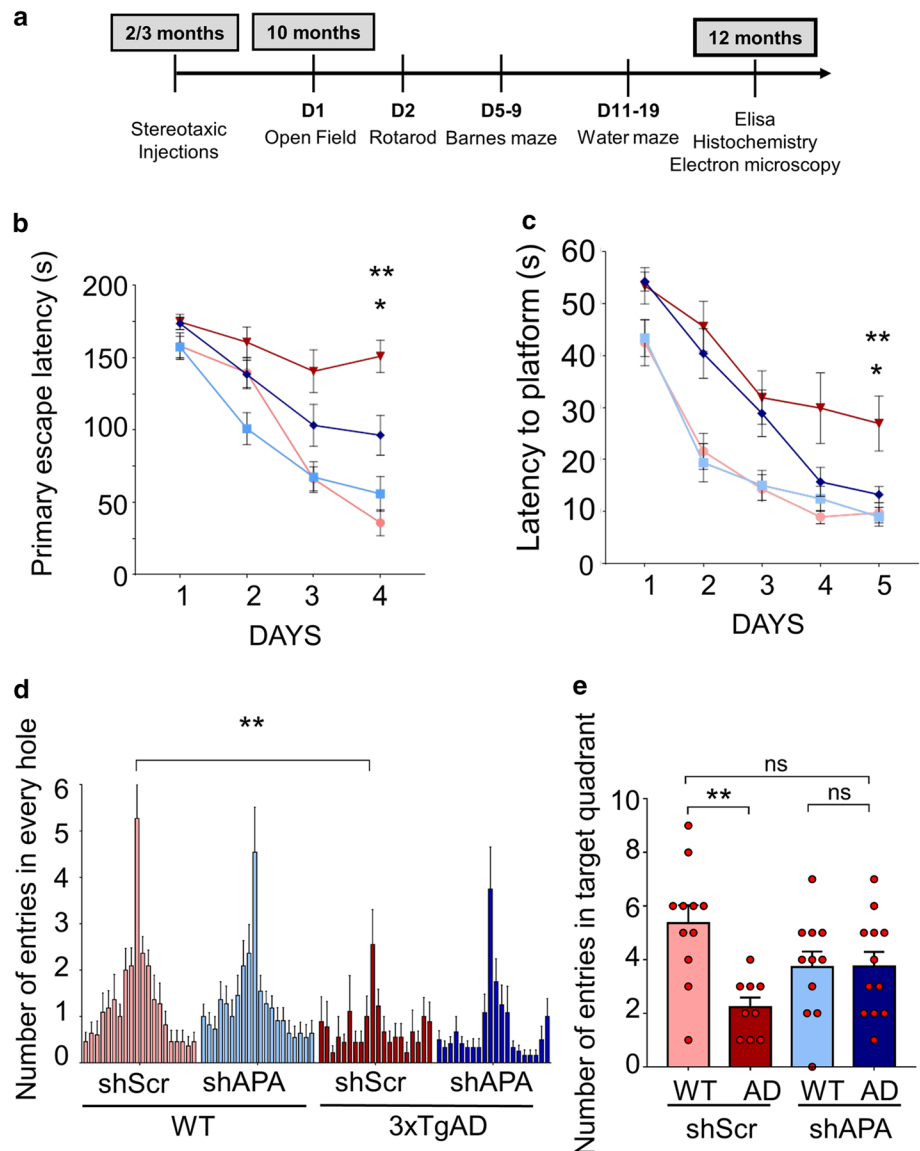 a
2/3 months
10 months
12 months
D1
D2
D5-9
D11-19
Stereotaxic
Injections
Open Field
Rotarod
Barnes maze
Water maze
Elisa
Histochemistry
Electron microscopy
b
Primary escape latency (s)
200
150
100
50
0
**
*
1 2 3 4
DAYS
c
Latency to platform (s)
60
50
40
30
20
10
0
**
*
1 2 3 4 5
DAYS
d
Number of entries in every hole
6
5
4
3
2
1
0
**
shScr shAPA shScr shAPA
WT 3xTgAD
e
Number of entries in target quadrant
10
8
6
4
2
0
ns
**
ns
WT AD WT AD
shScr shAPA